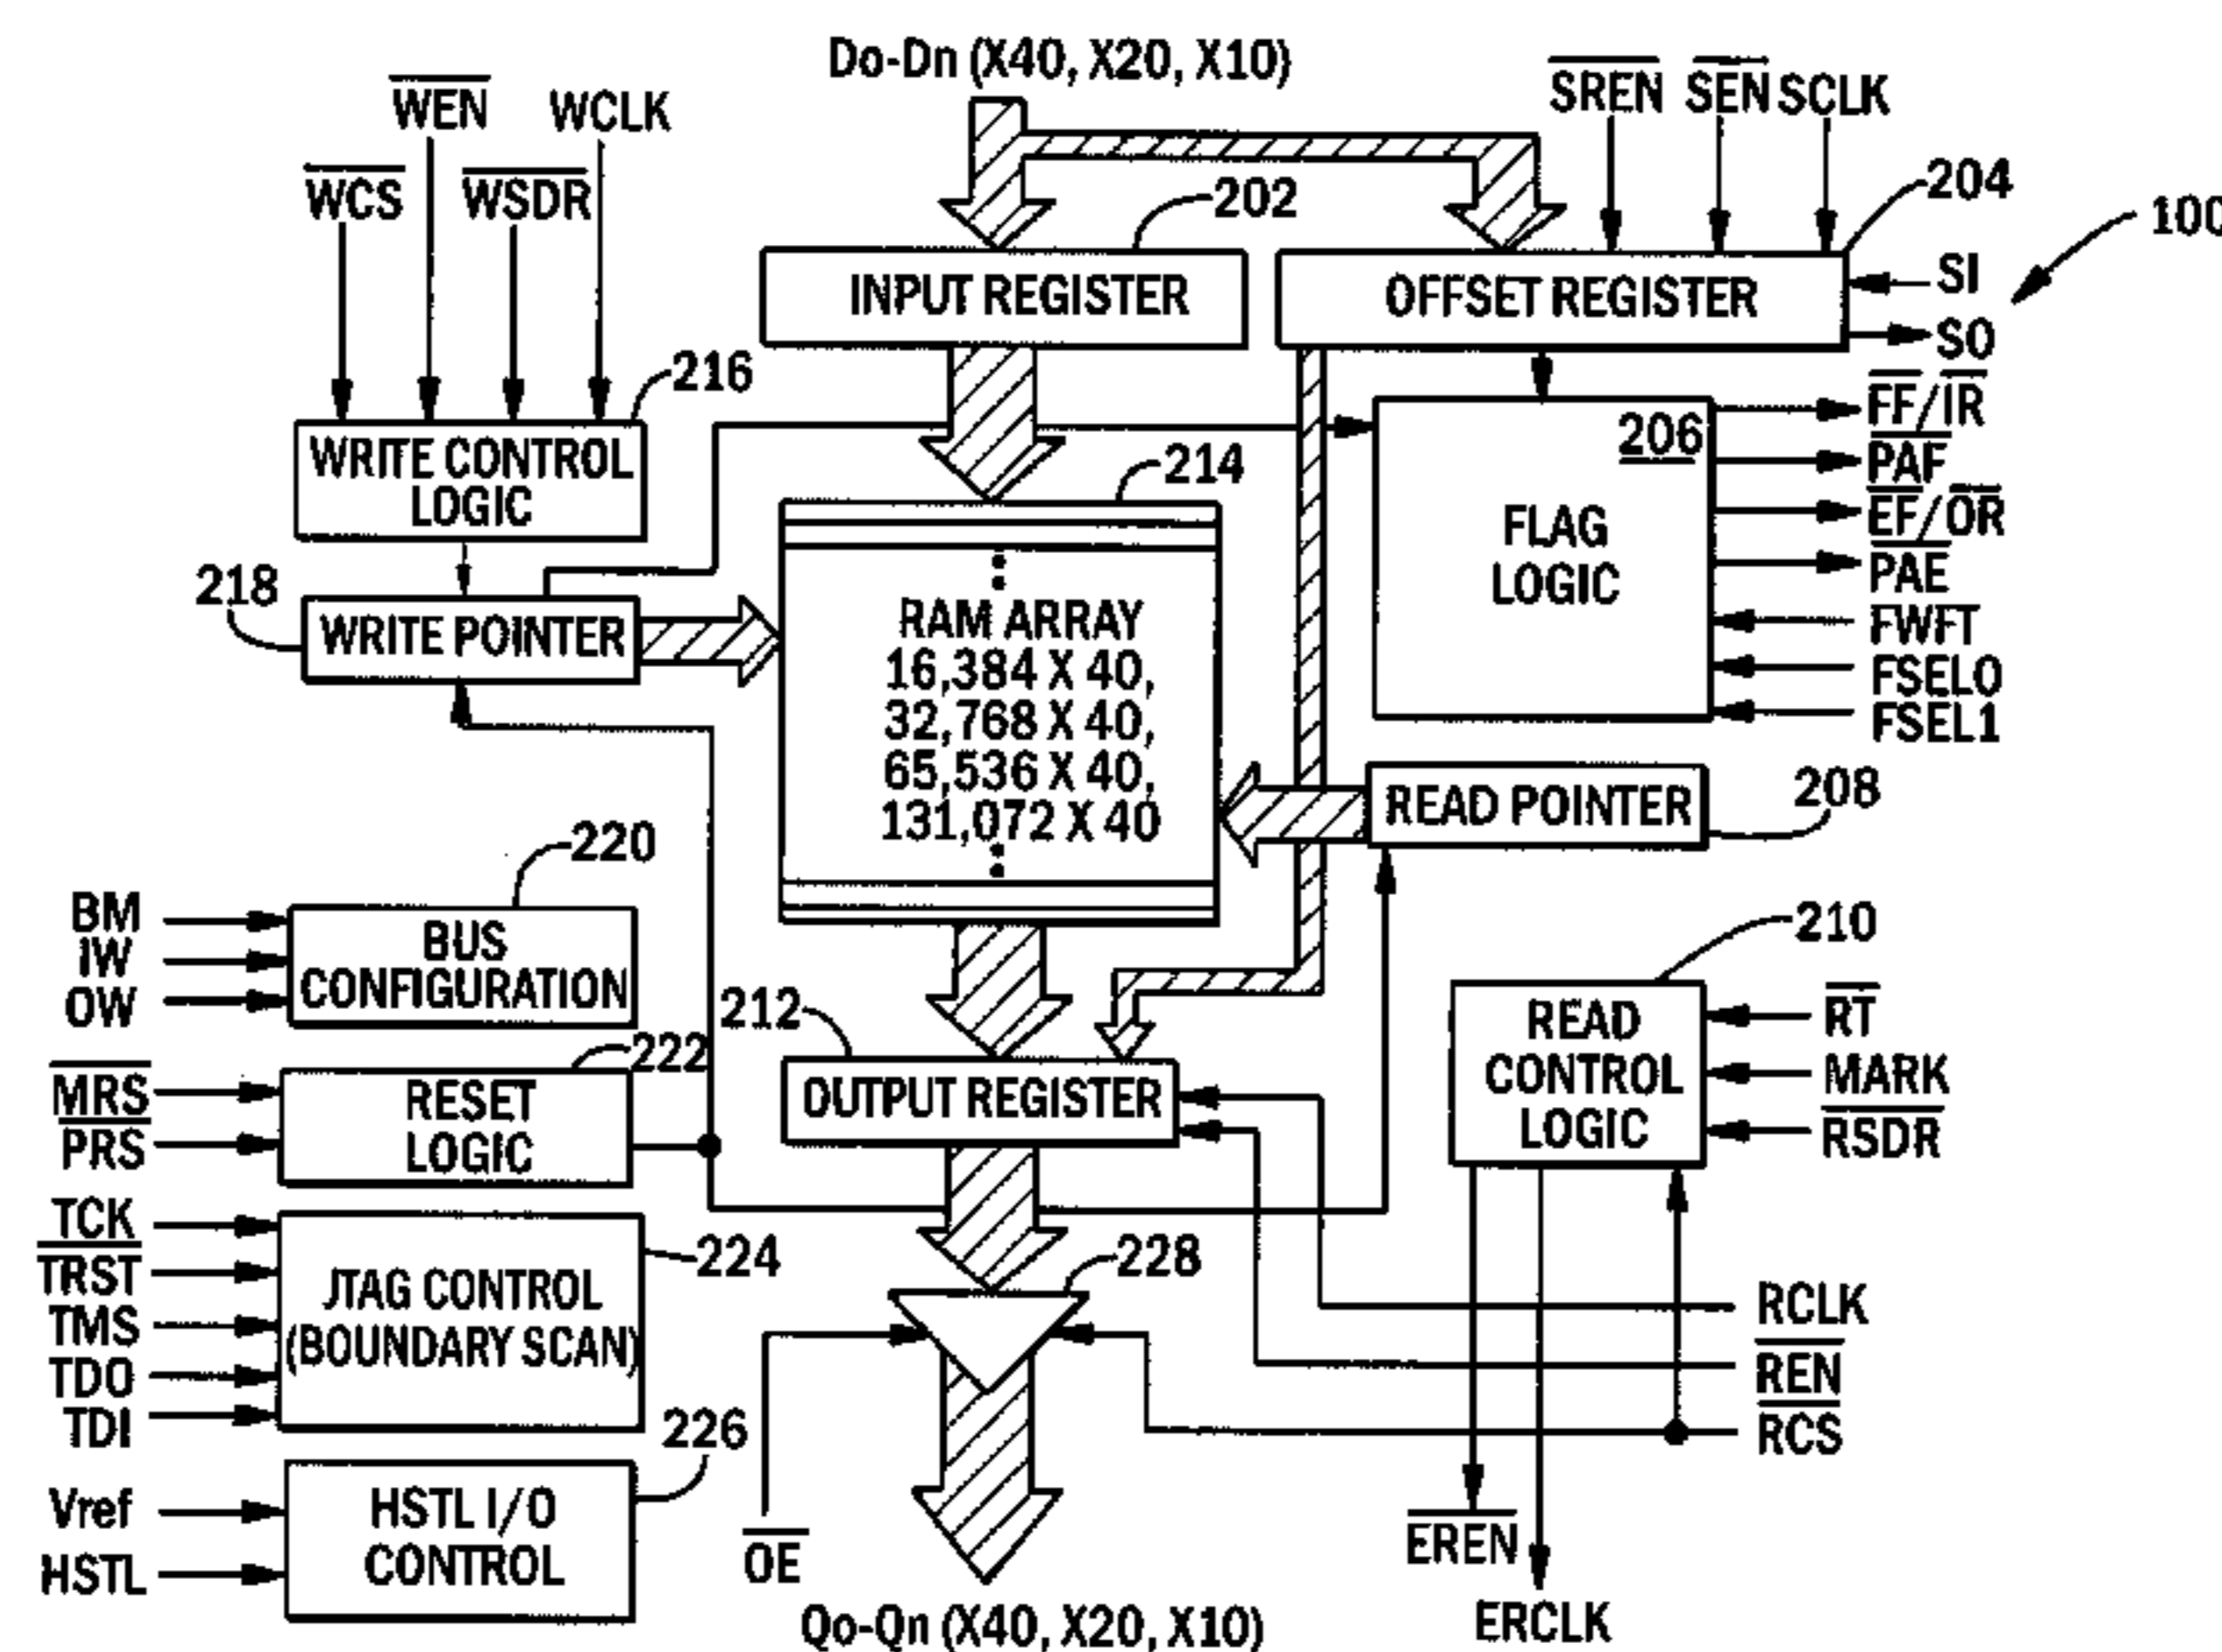 Do-Dn (X40, X20, X10)
WEN
WCLK
WCS
WSDR
SREN
SEN
SCLK
202
204
100
INPUT REGISTER
OFFSET REGISTER
SI
SO
216
WRITE CONTROL
LOGIC
214
206
FLAG
LOGIC
FF/IR
PAF
EF/OR
PAE
FWFT
FSEL0
FSEL1
218
WRITE POINTER
RAM ARRAY
16,384 X 40,
32,768 X 40,
65,536 X 40,
131,072 X 40
READ POINTER
208
220
BM
IW
OW
BUS
CONFIGURATION
210
READ
CONTROL
LOGIC
RT
MARK
RSDR
212
OUTPUT REGISTER
222
MRS
PRS
RESET
LOGIC
TCK
TRST
TMS
TDO
TDI
JTAG CONTROL
(BOUNDARY SCAN)
224
228
RCLK
REN
RCS
226
Vref
HSTL
HSTL I/O
CONTROL
OE
EREN
ERCLK
Qo-Qn (X40, X20, X10)